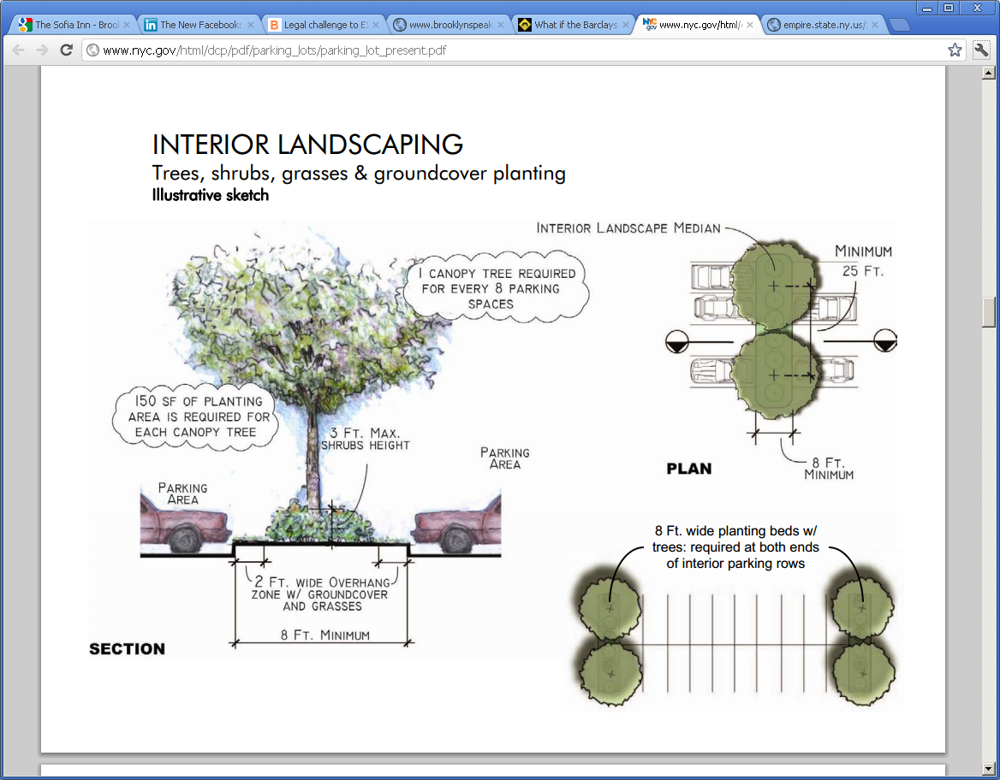 The Sofia Inn - Brool
The New Facebook:
Legal challenge to ES
www.brooklynspeak
What if the Barclays
www.nyc.gov/html/
empire.state.ny.us/
www.nyc.gov/html/dcp/pdf/parking_lots/parking_lot_present.pdf
INTERIOR LANDSCAPING
Trees, shrubs, grasses & groundcover planting
Illustrative sketch
1 CANOPY TREE REQUIRED
FOR EVERY 8 PARKING
SPACES
150 SF OF PLANTING
AREA IS REQUIRED FOR
EACH CANOPY TREE
3 FT. MAX.
SHRUBS HEIGHT
PARKING
AREA
PARKING
AREA
2 FT. WIDE OVERHANG
ZONE W/ GROUNDCOVER
AND GRASSES
8 FT. MINIMUM
SECTION
INTERIOR LANDSCAPE MEDIAN
MINIMUM
25 FT.
8 FT.
MINIMUM
PLAN
8 Ft. wide planting beds w/
trees: required at both ends
of interior parking rows